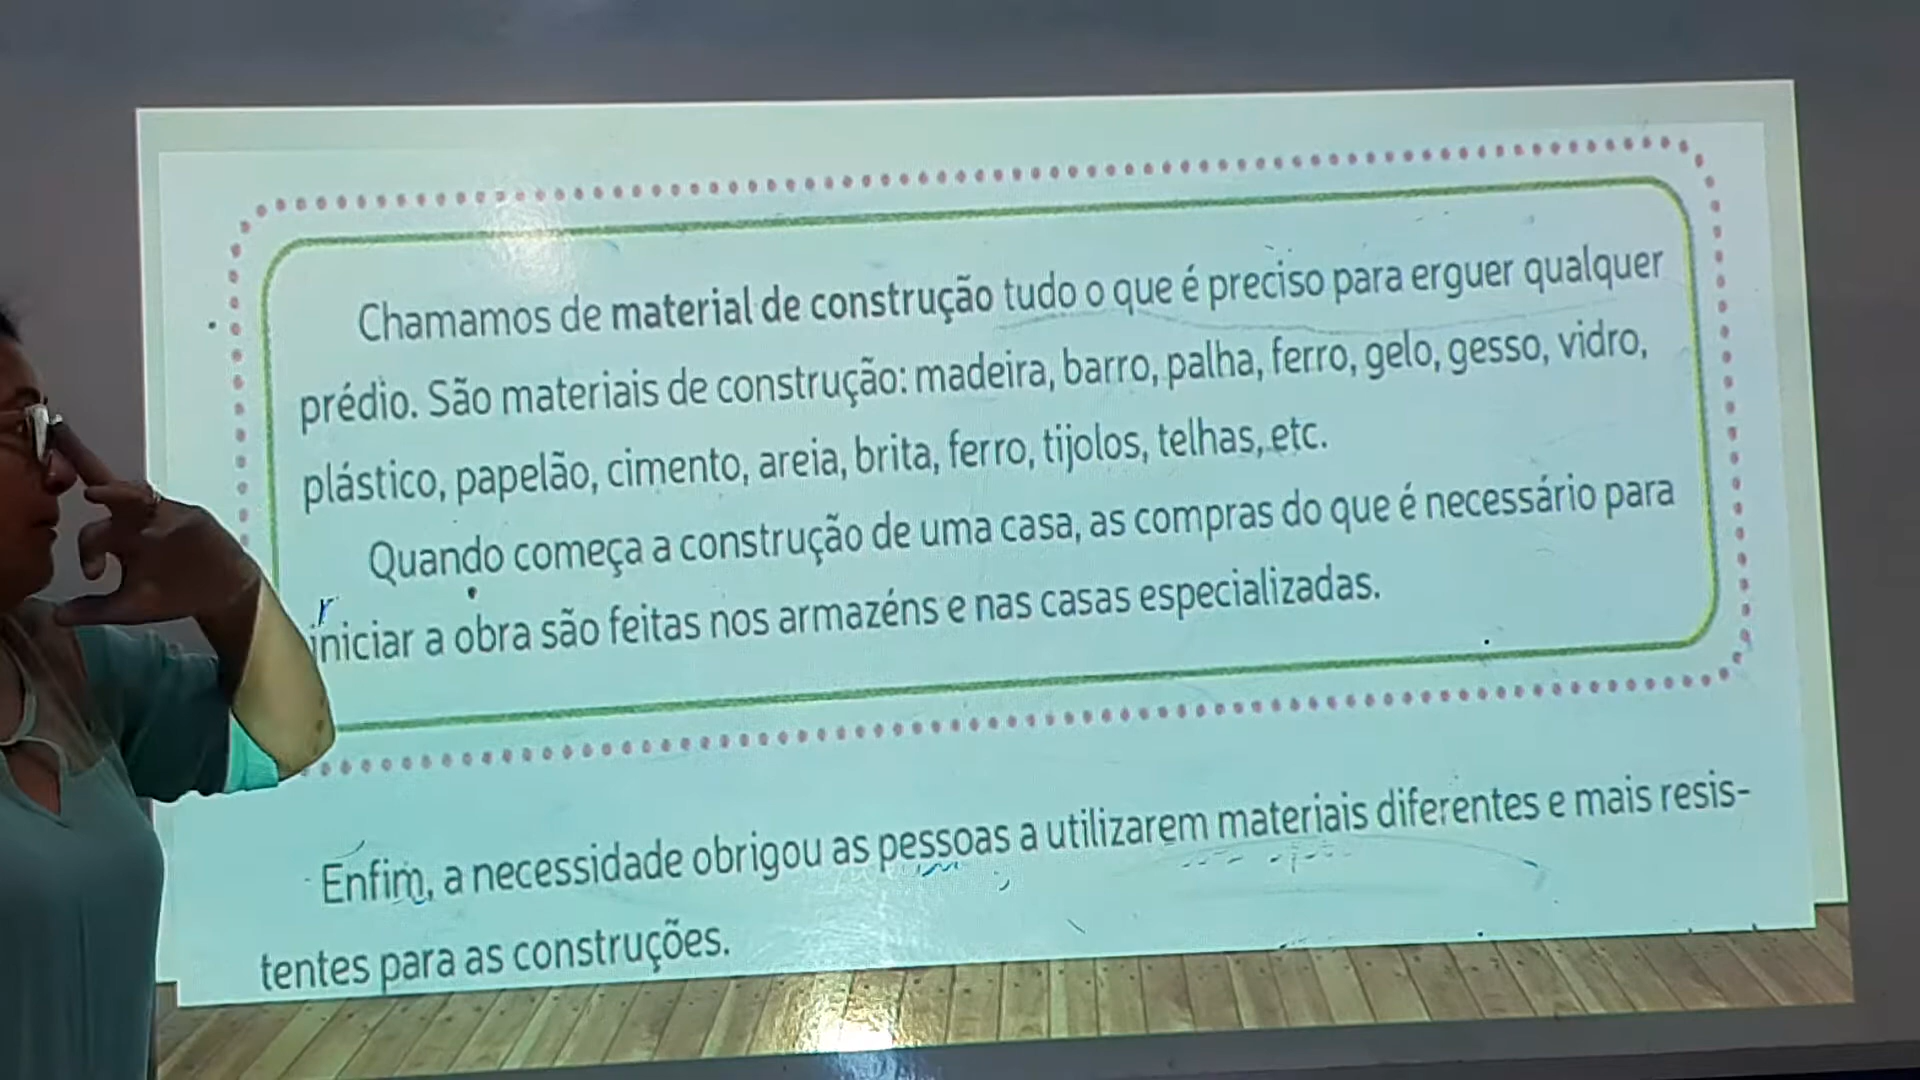 Chamamos de material de construção tudo o que é preciso para erguer qualquer
prédio. São materiais de construção: madeira, barro, palha, ferro, gelo, gesso, vidro,
plástico, papelão, cimento, areia, brita, ferro, tijolos, telhas, etc.
Quando começa a construção de uma casa, as compras do que é necessário para
iniciar a obra são feitas nos armazéns e nas casas especializadas.
Enfim, a necessidade obrigou as pessoas a utilizarem materiais diferentes e mais resis-
tentes para as construções.